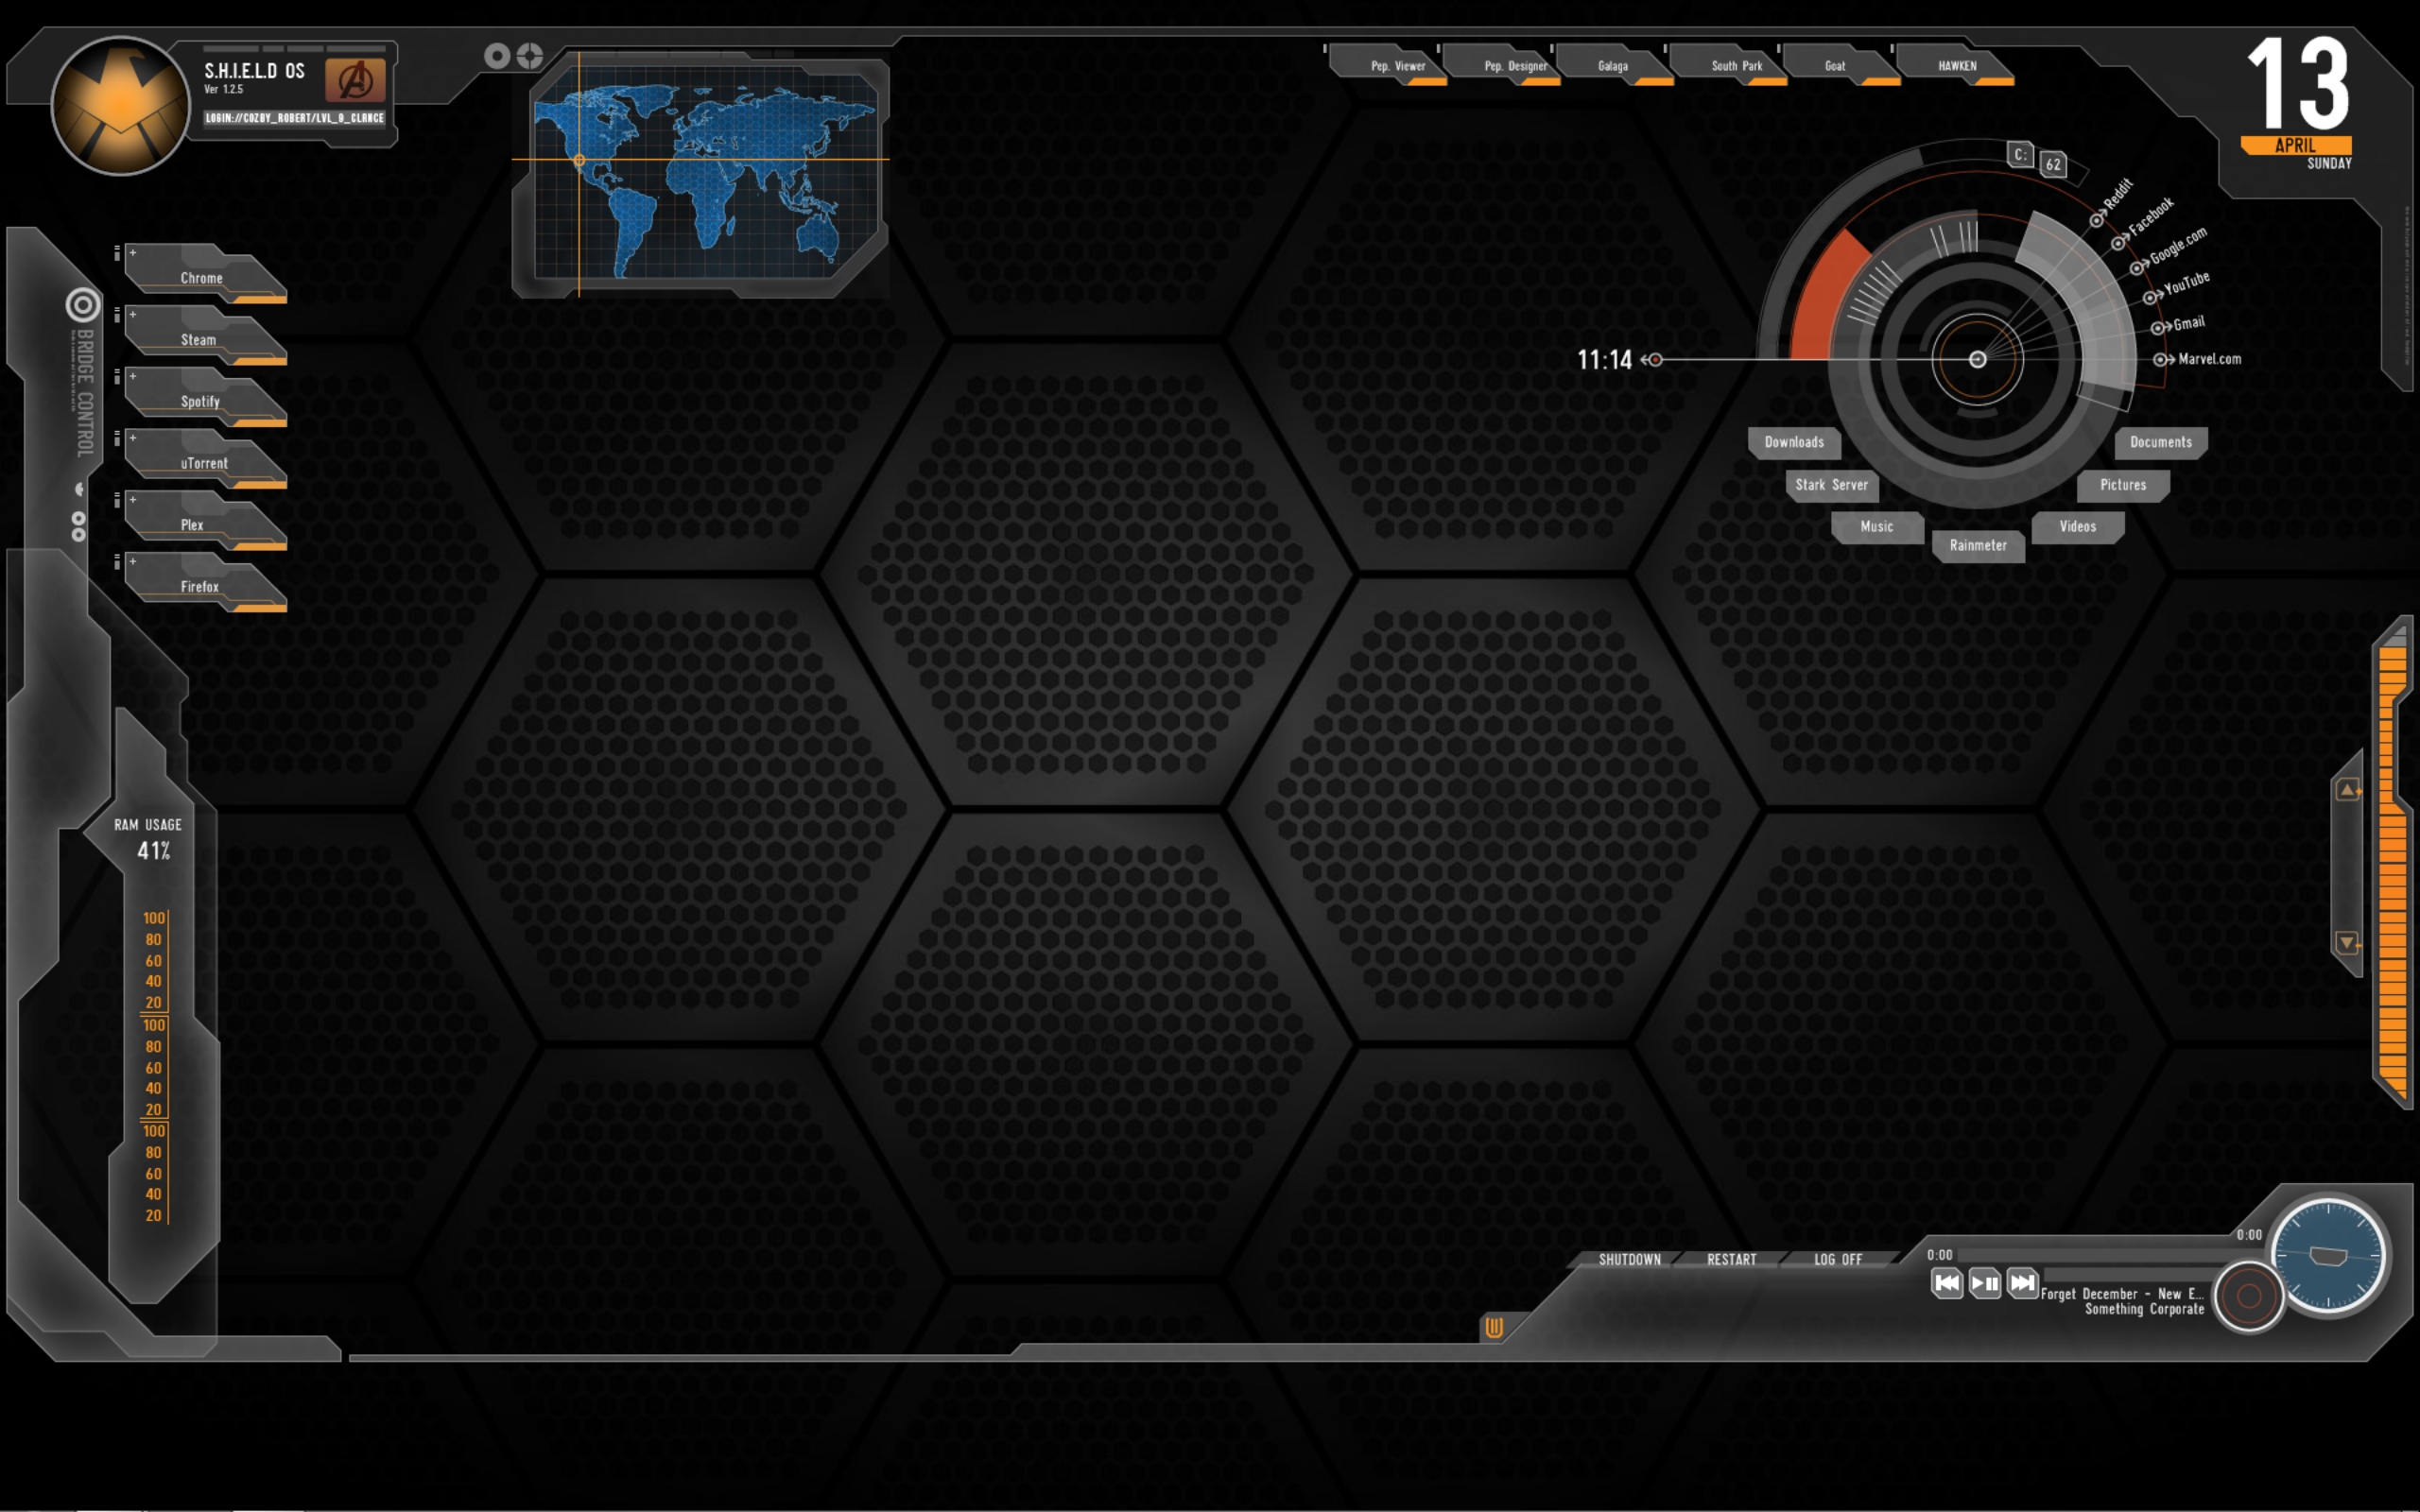 S.H.I.E.L.D OS
Ver 1.2.5
LOGIN://COZBY_ROBERT/LVL_8_CLRNCE
Pep. Viewer
Pep. Designer
Galaga
South Park
Goat
HAWKEN
13
APRIL
SUNDAY
C:
62
Reddit
Facebook
Google.com
YouTube
Gmail
Marvel.com
11:14
Downloads
Documents
Stark Server
Pictures
Music
Videos
Rainmeter
BRIDGE CONTROL
Chrome
Steam
Spotify
uTorrent
Plex
Firefox
RAM USAGE
41%
100
80
60
40
20
100
80
60
40
20
100
80
60
40
20
SHUTDOWN
RESTART
LOG OFF
0:00
0:00
Forget December - New E...
Something Corporate